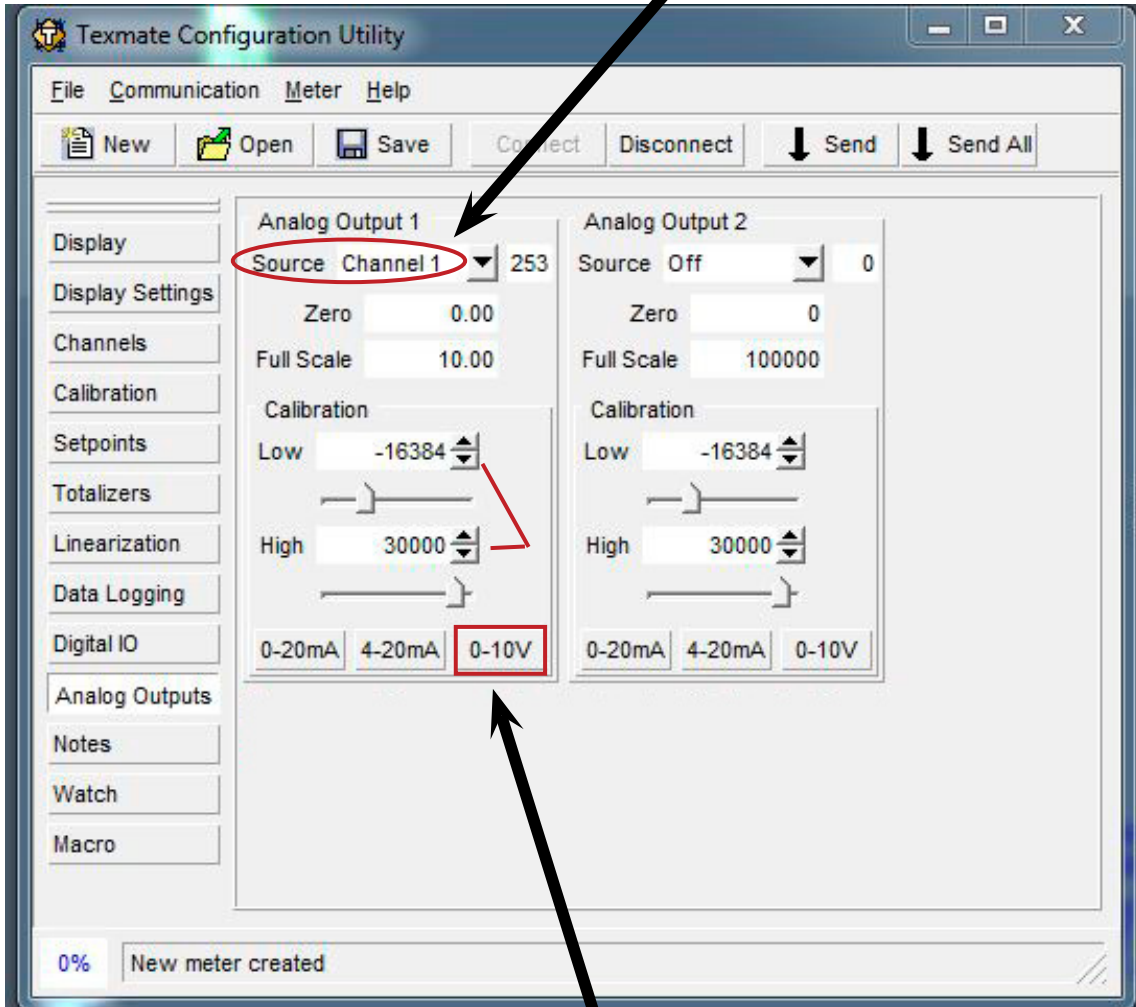 Texmate Configuration Utility
File Communication Meter Help
New Open Save Connect Disconnect Send Send All
Display
Display Settings
Channels
Calibration
Setpoints
Totalizers
Linearization
Data Logging
Digital IO
Analog Outputs
Notes
Watch
Macro
Analog Output 1
Source Channel 1 253
Zero 0.00
Full Scale 10.00
Calibration
Low -16384
High 30000
0-20mA 4-20mA 0-10V
Analog Output 2
Source Off 0
Zero 0
Full Scale 100000
Calibration
Low -16384
High 30000
0-20mA 4-20mA 0-10V
0% New meter created